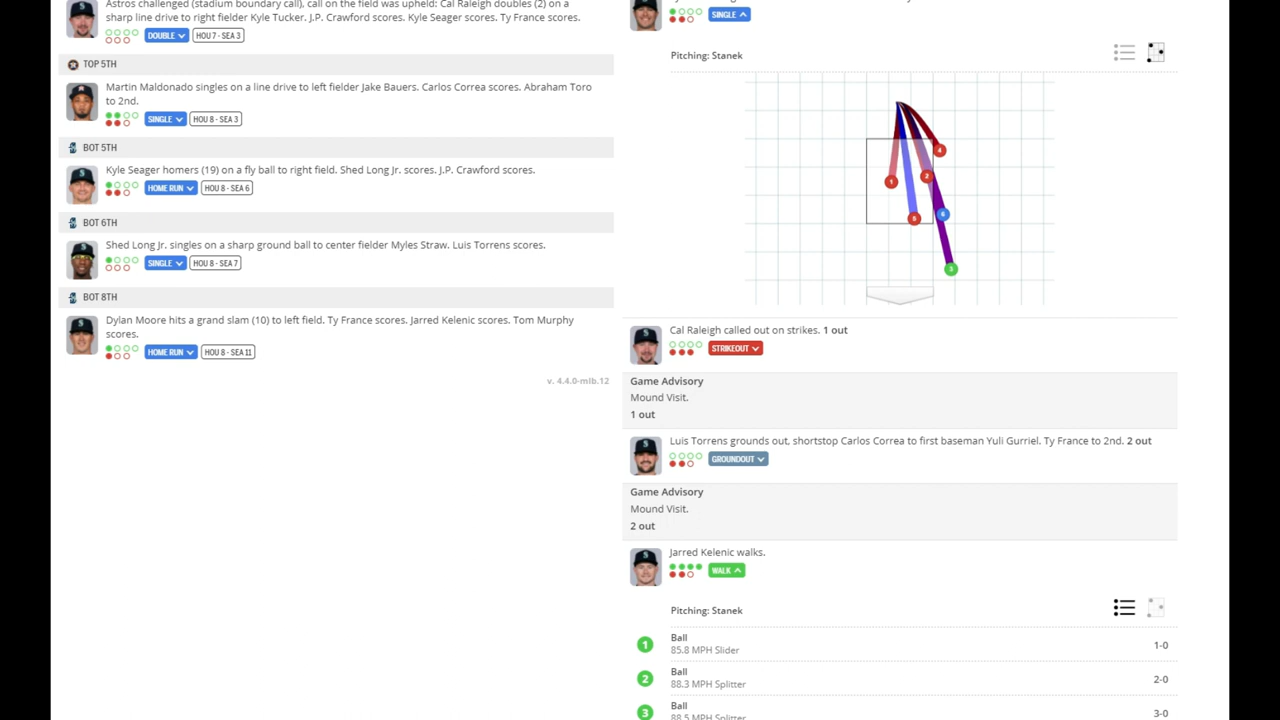 Astros challenged (stadium boundary call), call on the field was upheld: Cal Raleigh doubles (2) on a
sharp line drive to right fielder Kyle Tucker. J.P. Crawford scores. Kyle Seager scores. Ty France scores.
DOUBLE HOU 7 - SEA 3
TOP 5TH
Martin Maldonado singles on a line drive to left fielder Jake Bauers. Carlos Correa scores. Abraham Toro
to 2nd.
SINGLE HOU 8 - SEA 3
BOT 5TH
Kyle Seager homers (19) on a fly ball to right field. Shed Long Jr. scores. J.P. Crawford scores.
HOME RUN HOU 8 - SEA 6
BOT 6TH
Shed Long Jr. singles on a sharp ground ball to center fielder Myles Straw. Luis Torrens scores.
SINGLE HOU 8 - SEA 7
BOT 8TH
Dylan Moore hits a grand slam (10) to left field. Ty France scores. Jarred Kelenic scores. Tom Murphy
scores.
HOME RUN HOU 8 - SEA 11
v. 4.4.0-mlb.12
SINGLE
Pitching: Stanek
4
2
1
6
5
3
Cal Raleigh called out on strikes. 1 out
STRIKEOUT
Game Advisory
Mound Visit.
1 out
Luis Torrens grounds out, shortstop Carlos Correa to first baseman Yuli Gurriel. Ty France to 2nd. 2 out
GROUNDOUT
Game Advisory
Mound Visit.
2 out
Jarred Kelenic walks.
WALK
Pitching: Stanek
1 Ball 1-0
85.8 MPH Slider
2 Ball 2-0
88.3 MPH Splitter
3 Ball 3-0
88.5 MPH Splitter